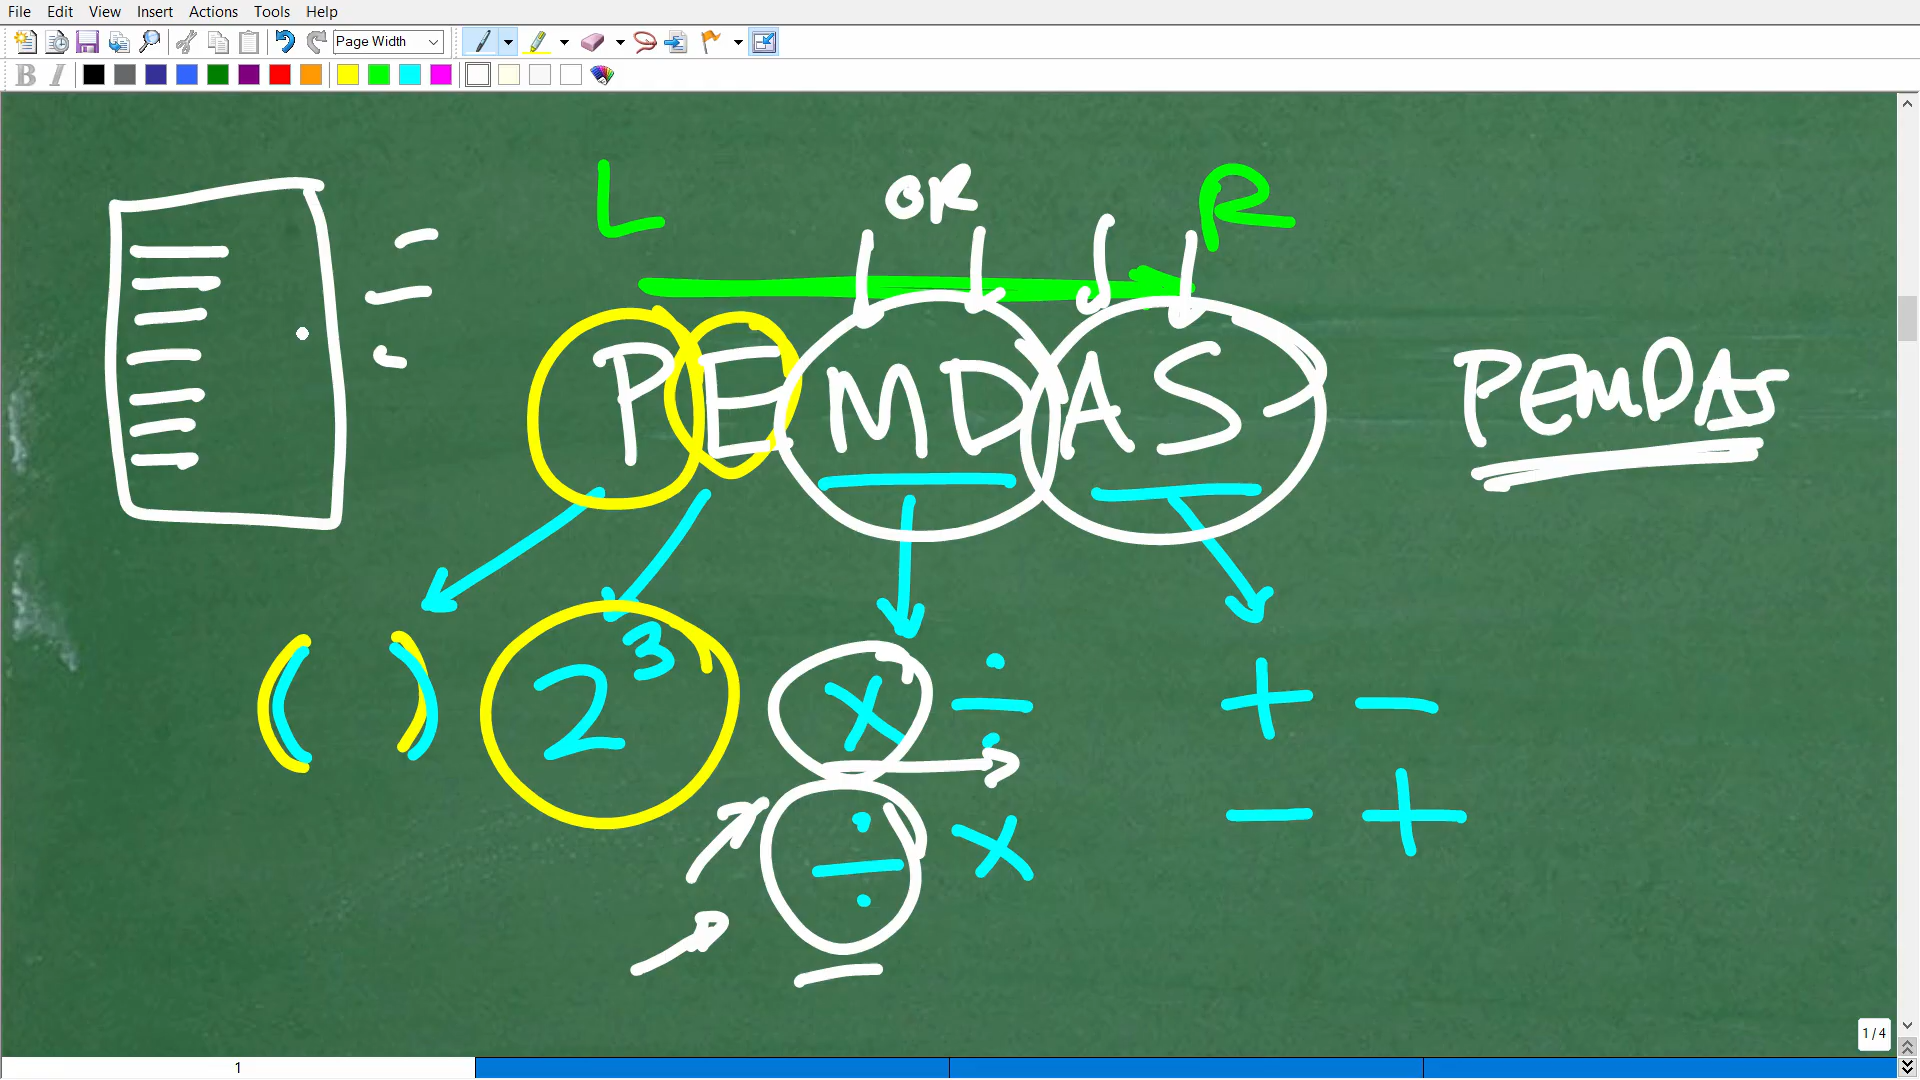 File Edit View Insert Actions Tools Help
Page Width
B I
L OR R
PEMDAS PEMDAS
( ) 2³ × ÷ + -
÷ × - +
1 / 4
1